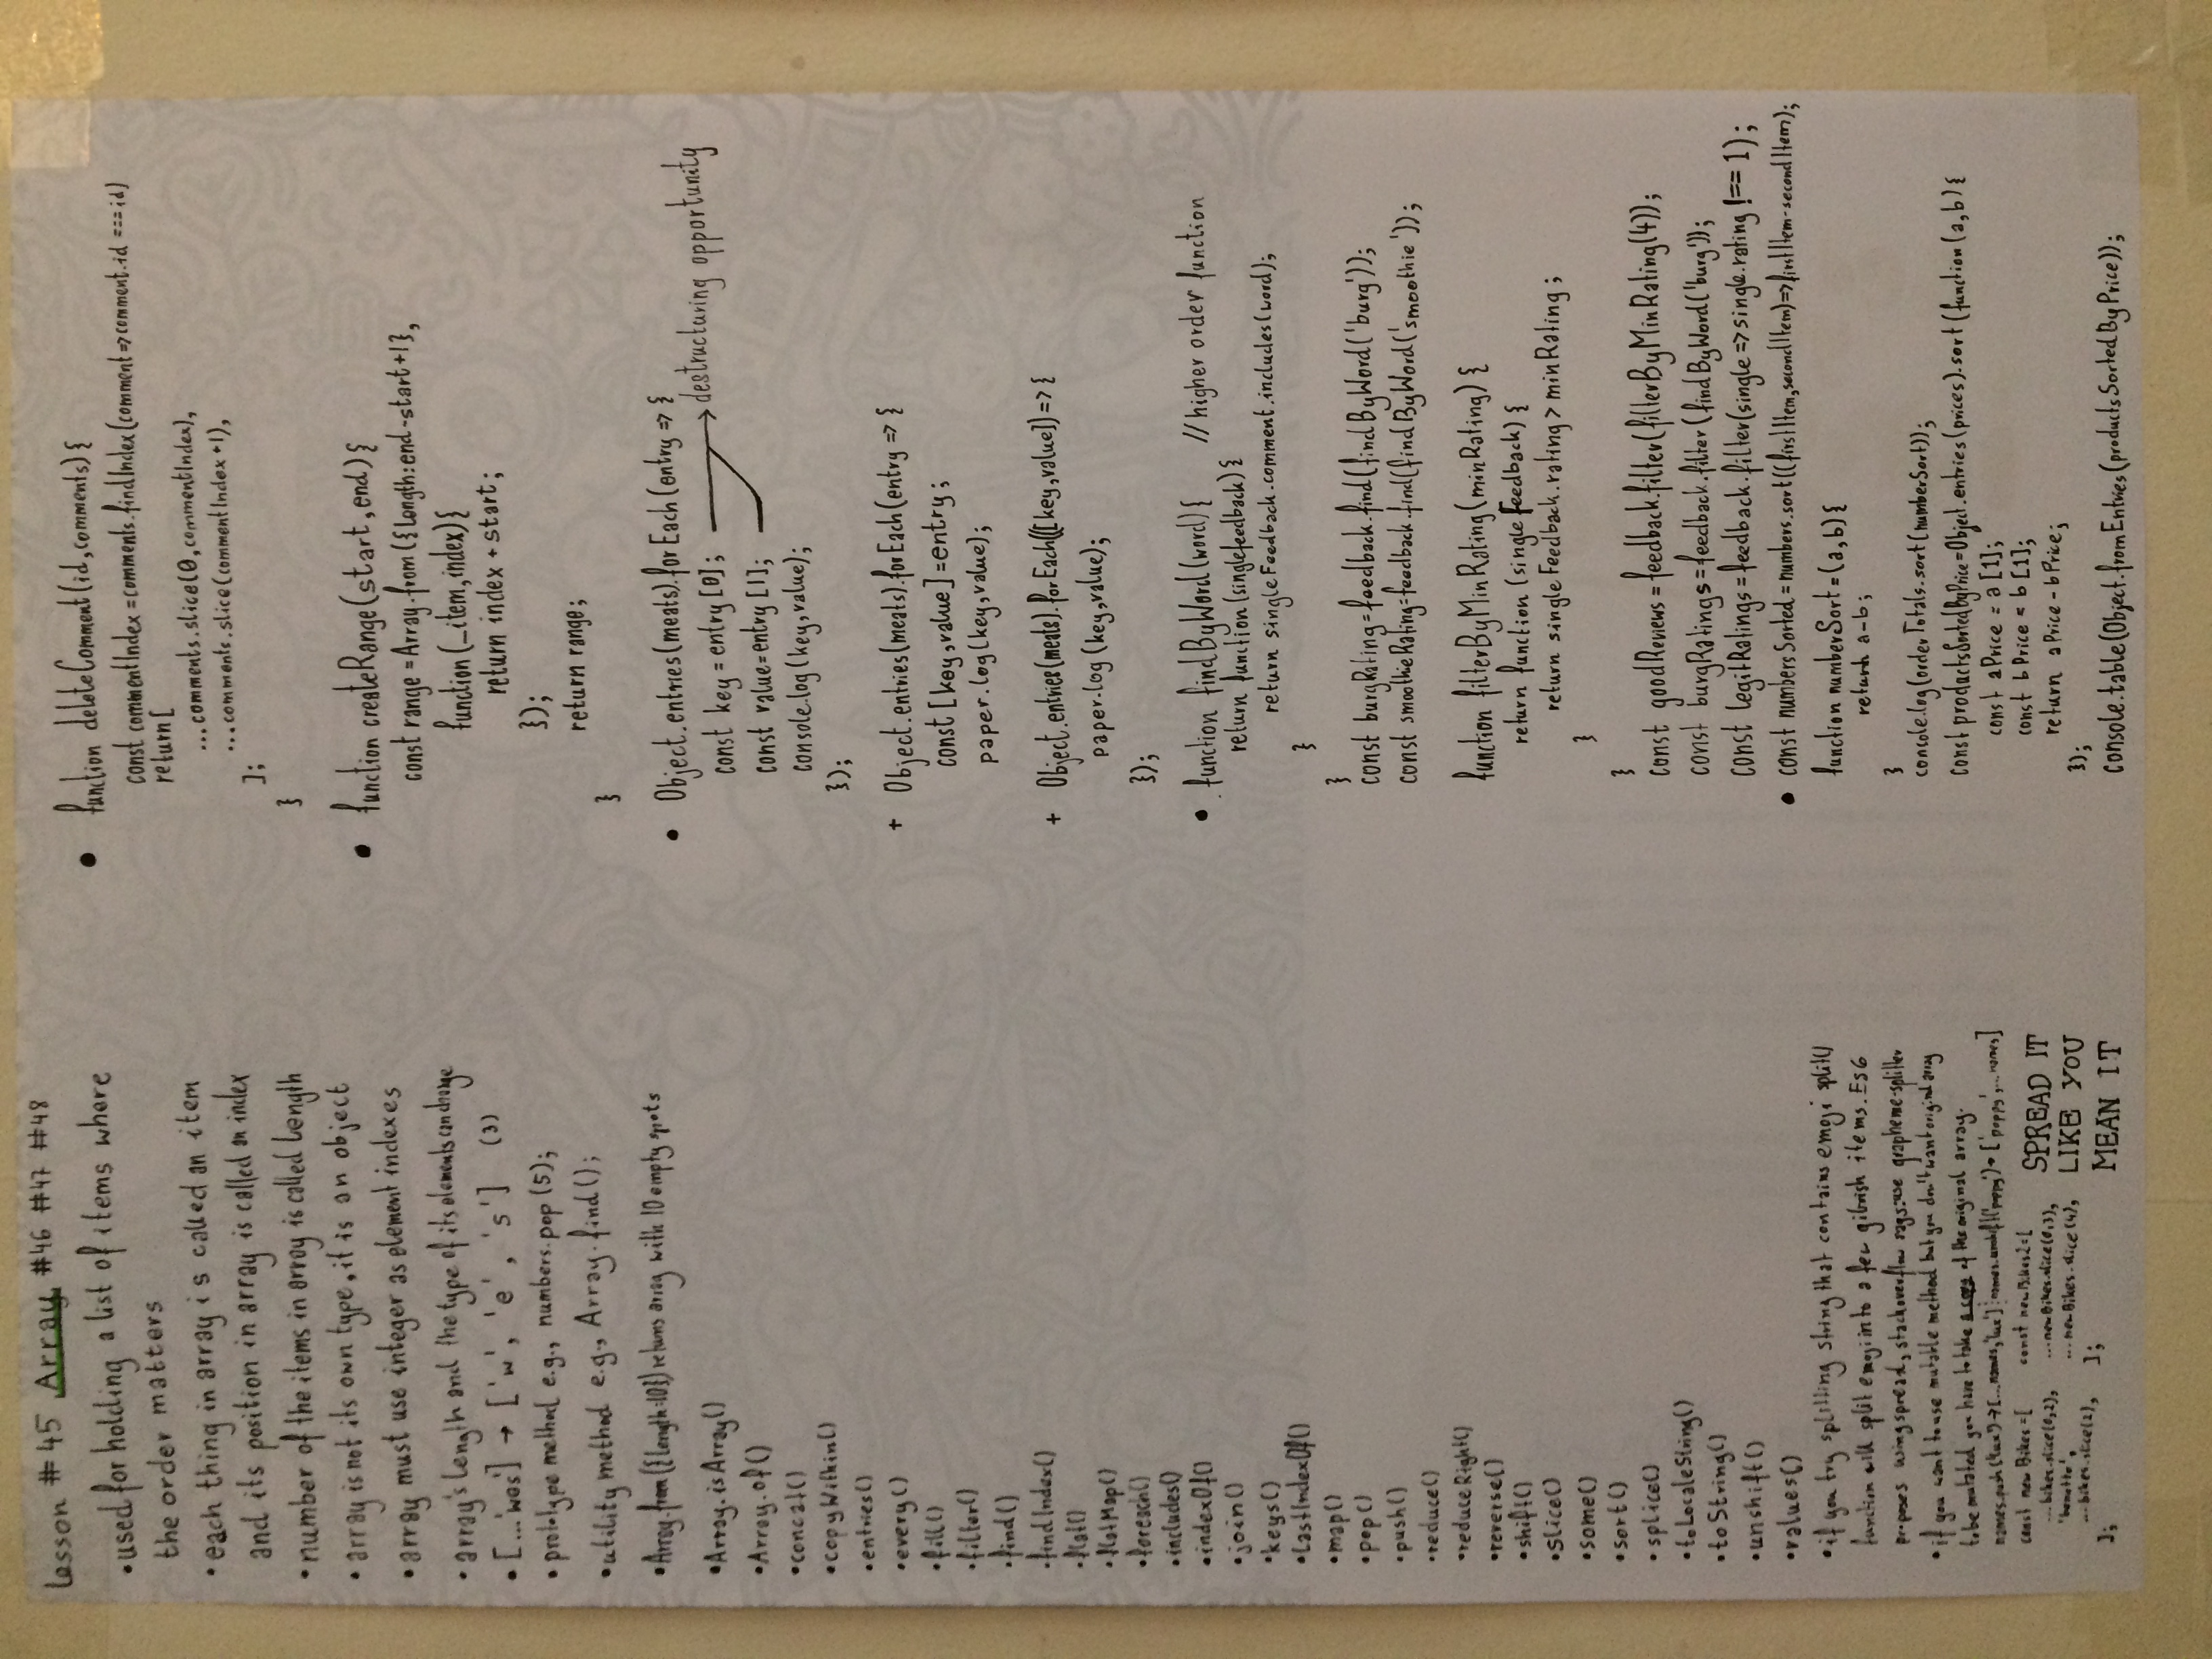 lesson #45 Array #46 #47 #48
•used for holding a list of items where
the order matters
•each thing in array is called an item
and its position in array is called an index
•number of the items in array is called length
•array is not its own type, it is an object
•array must use integer as element indexes
•array's length and the type of its elements can change
•[...'wes'] → ['w', 'e', 's'] (3)
•prototype method e.g., numbers.pop(5);
•utility method e.g., Array.find();
•Array.from({length:10}) returns array with 10 empty spots
•Array.isArray()
•Array.of()
•concat()
•copyWithin()
•entries()
•every()
•fill()
•filter()
•find()
•findIndex()
•flat()
•flatMap()
•foreach()
•includes()
•indexOf()
•join()
•keys()
•lastIndexOf()
•map()
•pop()
•push()
•reduce()
•reduceRight()
•reverse()
•shift()
•slice()
•some()
•sort()
•splice()
•toLocaleString()
•toString()
•unshift()
•values()
•if you try splitting string that contains emoji split()
function will split emoji into a few gibrish items. Es6
proposes using spread, stackoverflow says: use grapheme-splitter
•if you want to use mutable method but you don't want original array
to be mutated you have to take a copy of the original array.
names.push('lux')→[...names,'lux'] names.unshift('poppy')→['poppy',...names]
const newBikes=[ const newBikes2=[
...bikes.slice(0,2), ...newBikes.slice(0,3),
'benotto', ...newBikes.slice(4),
...bikes.slice(2), ];
];
SPREAD IT
LIKE YOU
MEAN IT
• function deleteComment(id,comments){
const commentIndex=comments.findIndex(comment=>comment.id===id)
return[
...comments.slice(0,commentIndex),
...comments.slice(commentIndex+1),
];
}
• function createRange(start,end){
const range=Array.from({length:end-start+1},
function(_item,index){
return index+start;
});
return range;
}
• Object.entries(meats).forEach(entry=>{
const key=entry[0]; → destructuring opportunity
const value=entry[1];
console.log(key,value);
});
+ Object.entries(meats).forEach(entry=>{
const[key,value]=entry;
paper.log(key,value);
+ Object.entries(meats).forEach(([key,value])=>{
paper.log(key,value);
});
• function findByWord(word){ //higher order function
return function(singlefeedback){
return singleFeedback.comment.includes(word);
}
}
const burgRating=feedback.find(findByWord('burg'));
const smoothieRating=feedback.find(findByWord('smoothie'));
function filterByMinRating(minRating){
return function(singleFeedback){
return singleFeedback.rating>minRating;
}
}
const goodReviews=feedback.filter(filterByMinRating(4));
const burgRatings=feedback.filter(findByWord('burg'));
const legitRatings=feedback.filter(single=>single.rating!==1);
• const numbersSorted=numbers.sort((firstItem,secondItem)=>firstItem-secondItem);
function numberSort=(a,b){
return a-b;
}
concole.log(orderTotals.sort(numberSort));
const productsSortedByPrice=Object.entries(prices).sort(function(a,b){
const aPrice=a[1];
const bPrice=b[1];
return aPrice-bPrice;
});
console.table(Object.fromEntries(productsSortedByPrice));